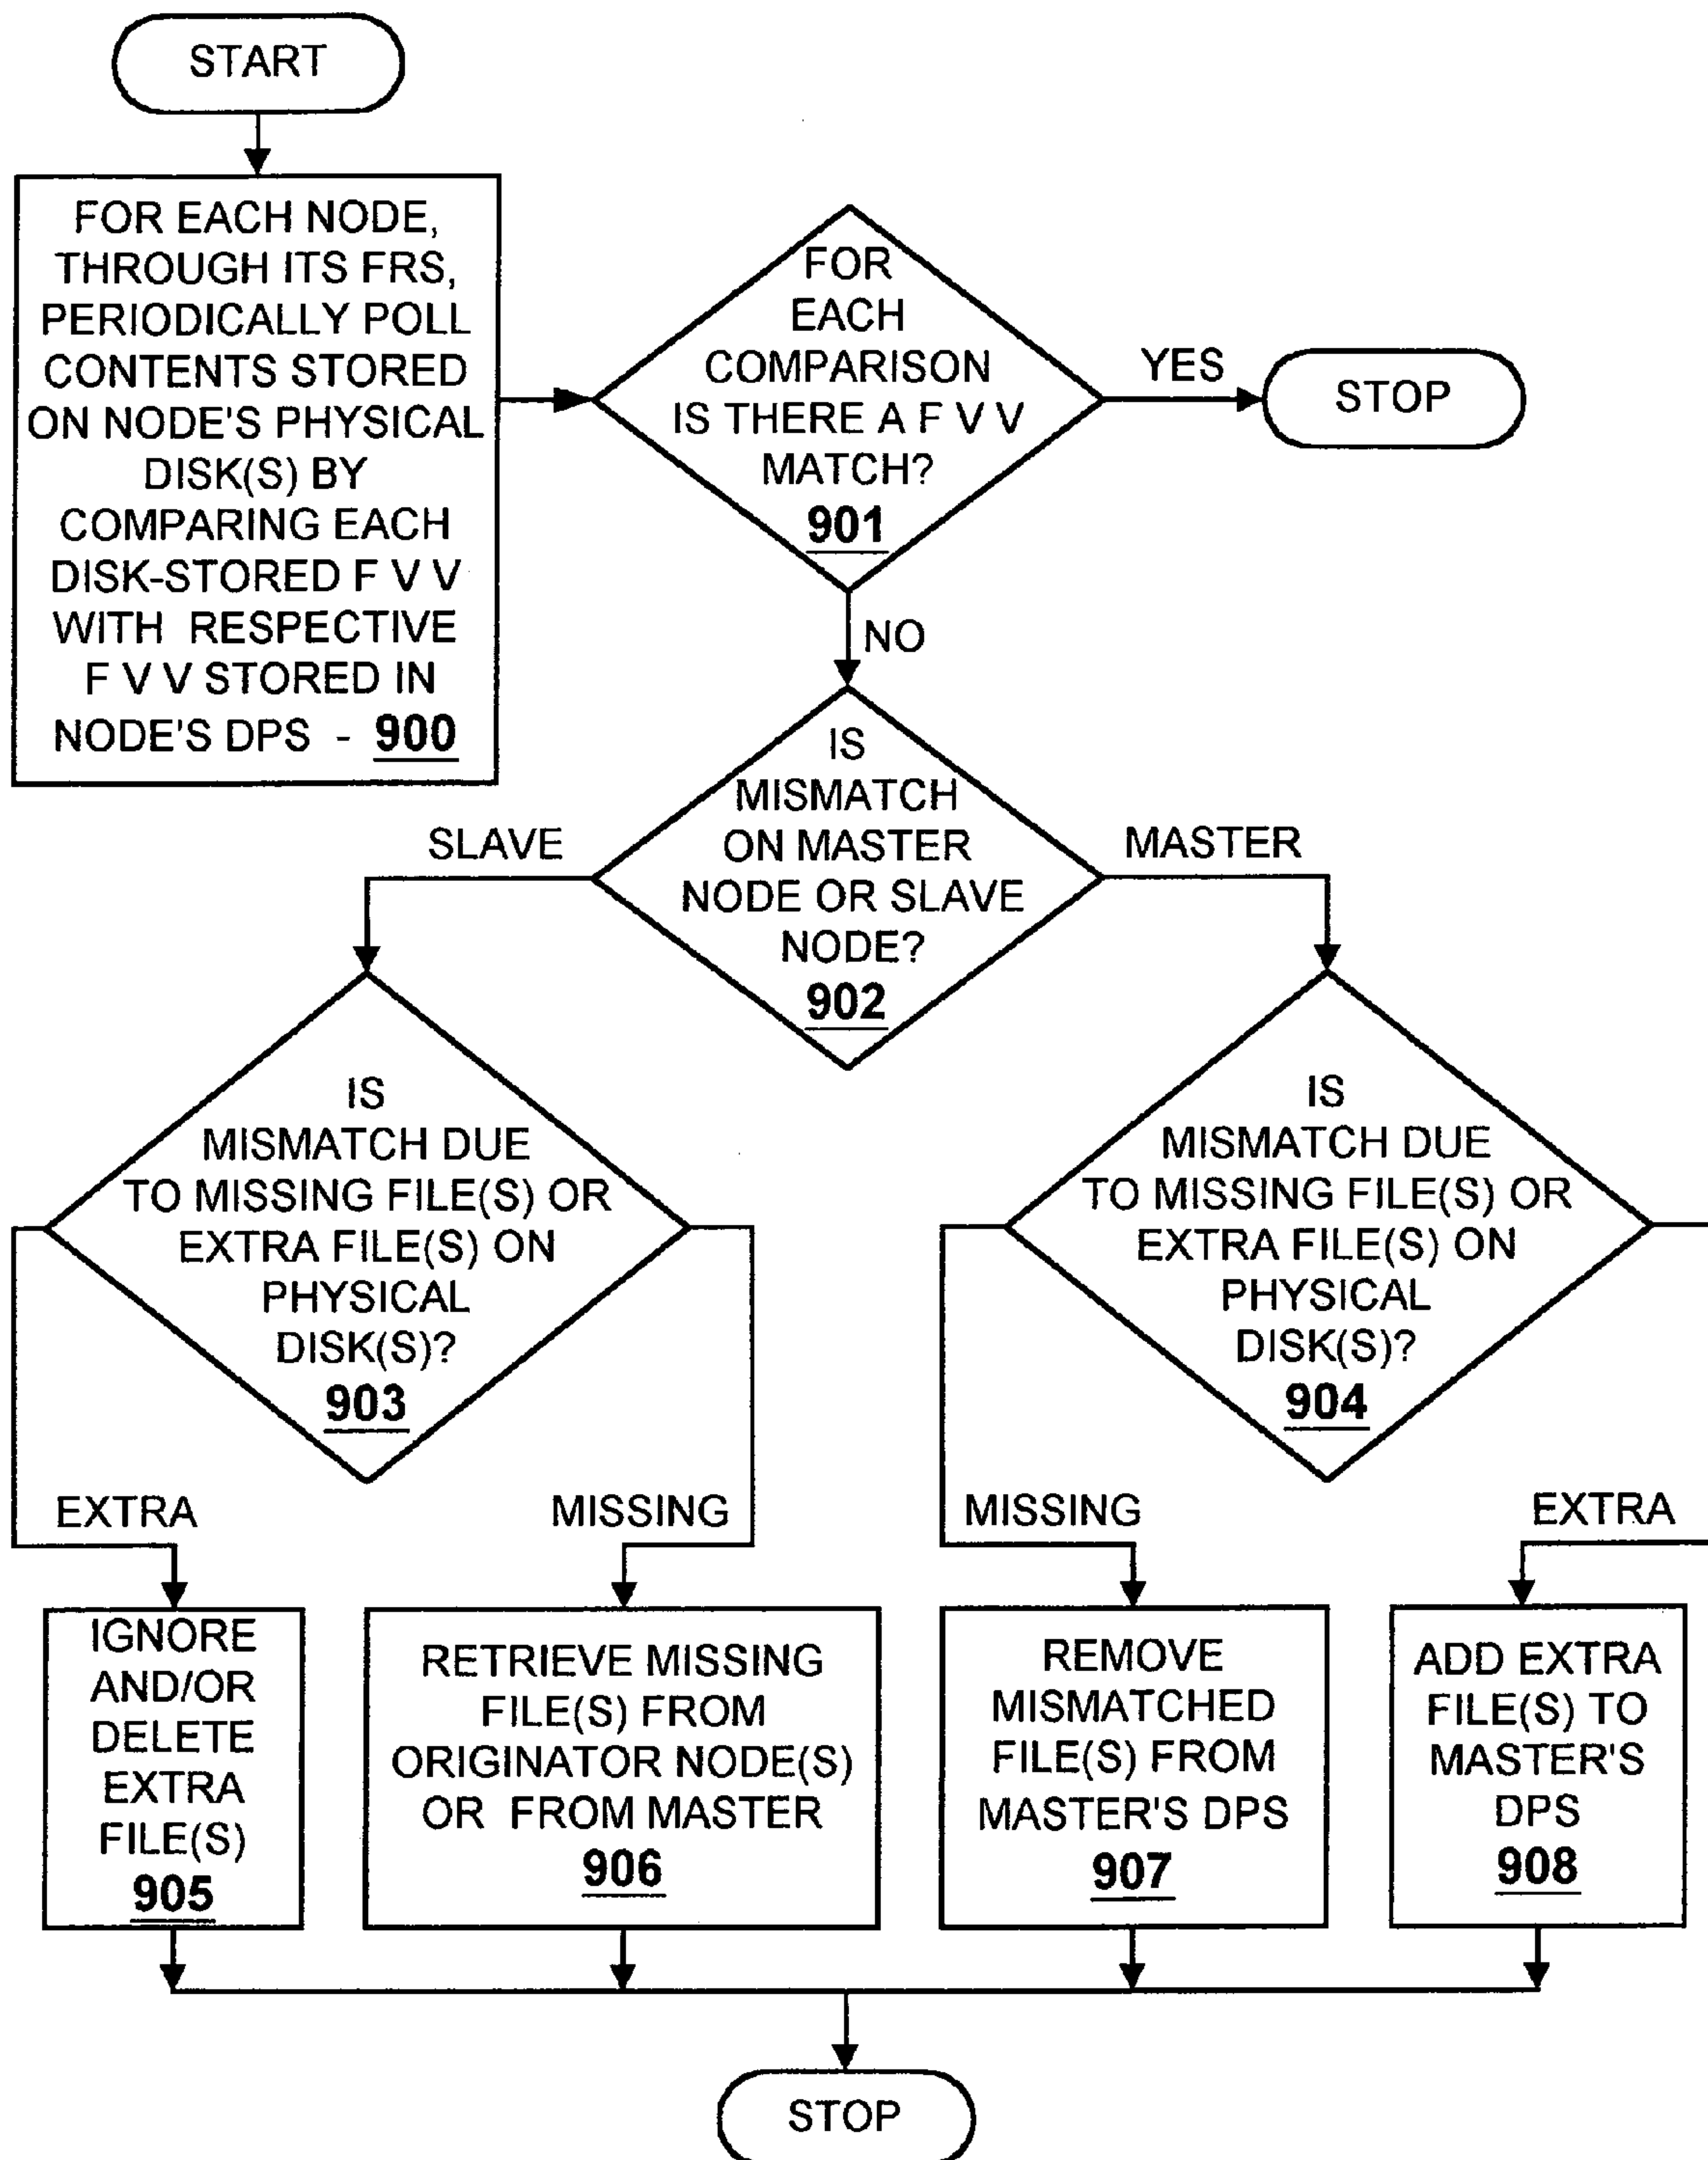 START
FOR EACH NODE,
THROUGH ITS FRS,
PERIODICALLY POLL
CONTENTS STORED
ON NODE'S PHYSICAL
DISK(S) BY
COMPARING EACH
DISK-STORED F V V
WITH RESPECTIVE
F V V STORED IN
NODE'S DPS - 900
FOR
EACH
COMPARISON
IS THERE A F V V
MATCH?
901
YES
STOP
NO
IS
MISMATCH
ON MASTER
NODE OR SLAVE
NODE?
902
SLAVE
MASTER
IS
MISMATCH DUE
TO MISSING FILE(S) OR
EXTRA FILE(S) ON
PHYSICAL
DISK(S)?
903
IS
MISMATCH DUE
TO MISSING FILE(S) OR
EXTRA FILE(S) ON
PHYSICAL
DISK(S)?
904
EXTRA
MISSING
MISSING
EXTRA
IGNORE
AND/OR
DELETE
EXTRA
FILE(S)
905
RETRIEVE MISSING
FILE(S) FROM
ORIGINATOR NODE(S)
OR FROM MASTER
906
REMOVE
MISMATCHED
FILE(S) FROM
MASTER'S DPS
907
ADD EXTRA
FILE(S) TO
MASTER'S
DPS
908
STOP